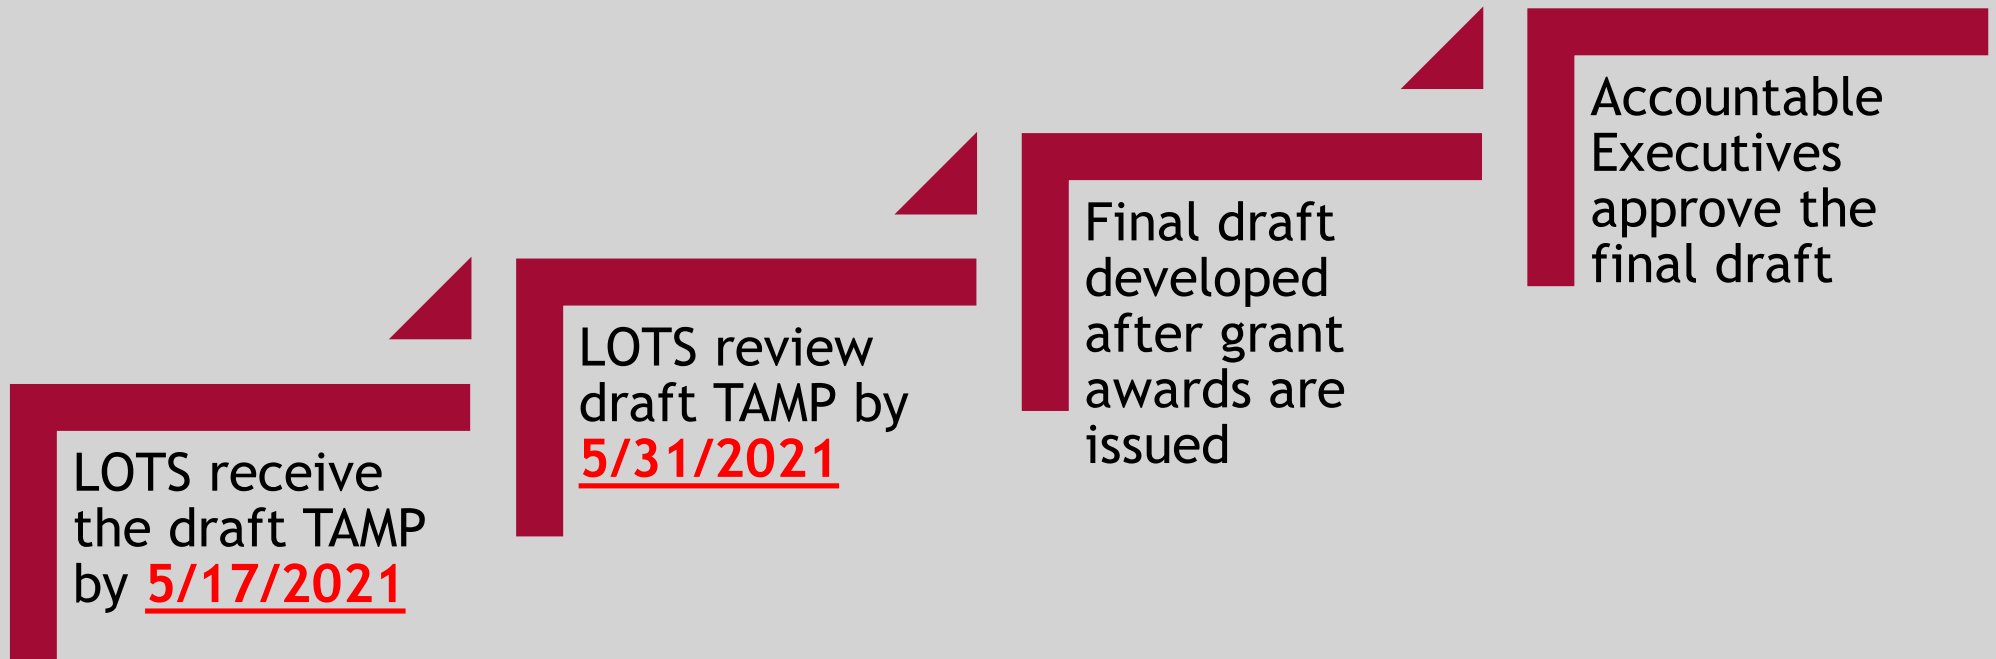 LOTS receive
the draft TAMP
by 5/17/2021
LOTS review
draft TAMP by
5/31/2021
Final draft
developed
after grant
awards are
issued
Accountable
Executives
approve the
final draft